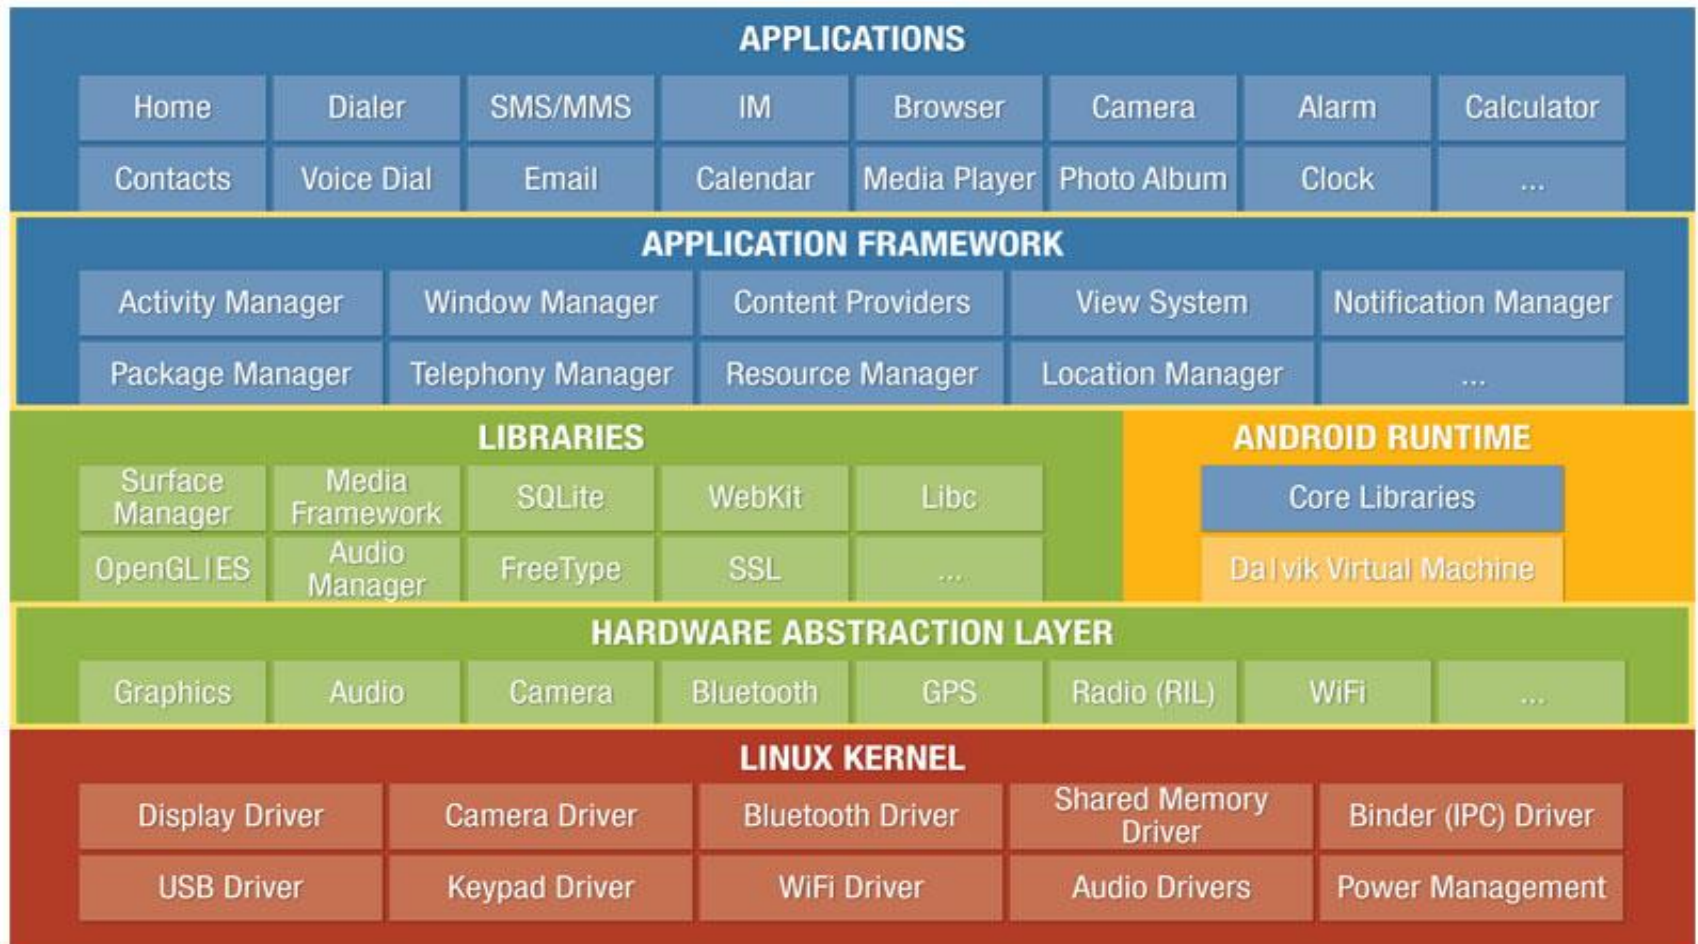 APPLICATIONS
Home Dialer SMS/MMS IM Browser Camera Alarm Calculator
Contacts Voice Dial Email Calendar Media Player Photo Album Clock ...
APPLICATION FRAMEWORK
Activity Manager Window Manager Content Providers View System Notification Manager
Package Manager Telephony Manager Resource Manager Location Manager ...
LIBRARIES
Surface
Manager
Media
Framework
SQLite WebKit Libc
OpenGL|ES
Audio
Manager
FreeType SSL ...
ANDROID RUNTIME
Core Libraries
Dalvik Virtual Machine
HARDWARE ABSTRACTION LAYER
Graphics Audio Camera Bluetooth GPS Radio (RIL) WiFi ...
LINUX KERNEL
Display Driver Camera Driver Bluetooth Driver
Shared Memory
Driver
Binder (IPC) Driver
USB Driver Keypad Driver WiFi Driver Audio Drivers Power Management